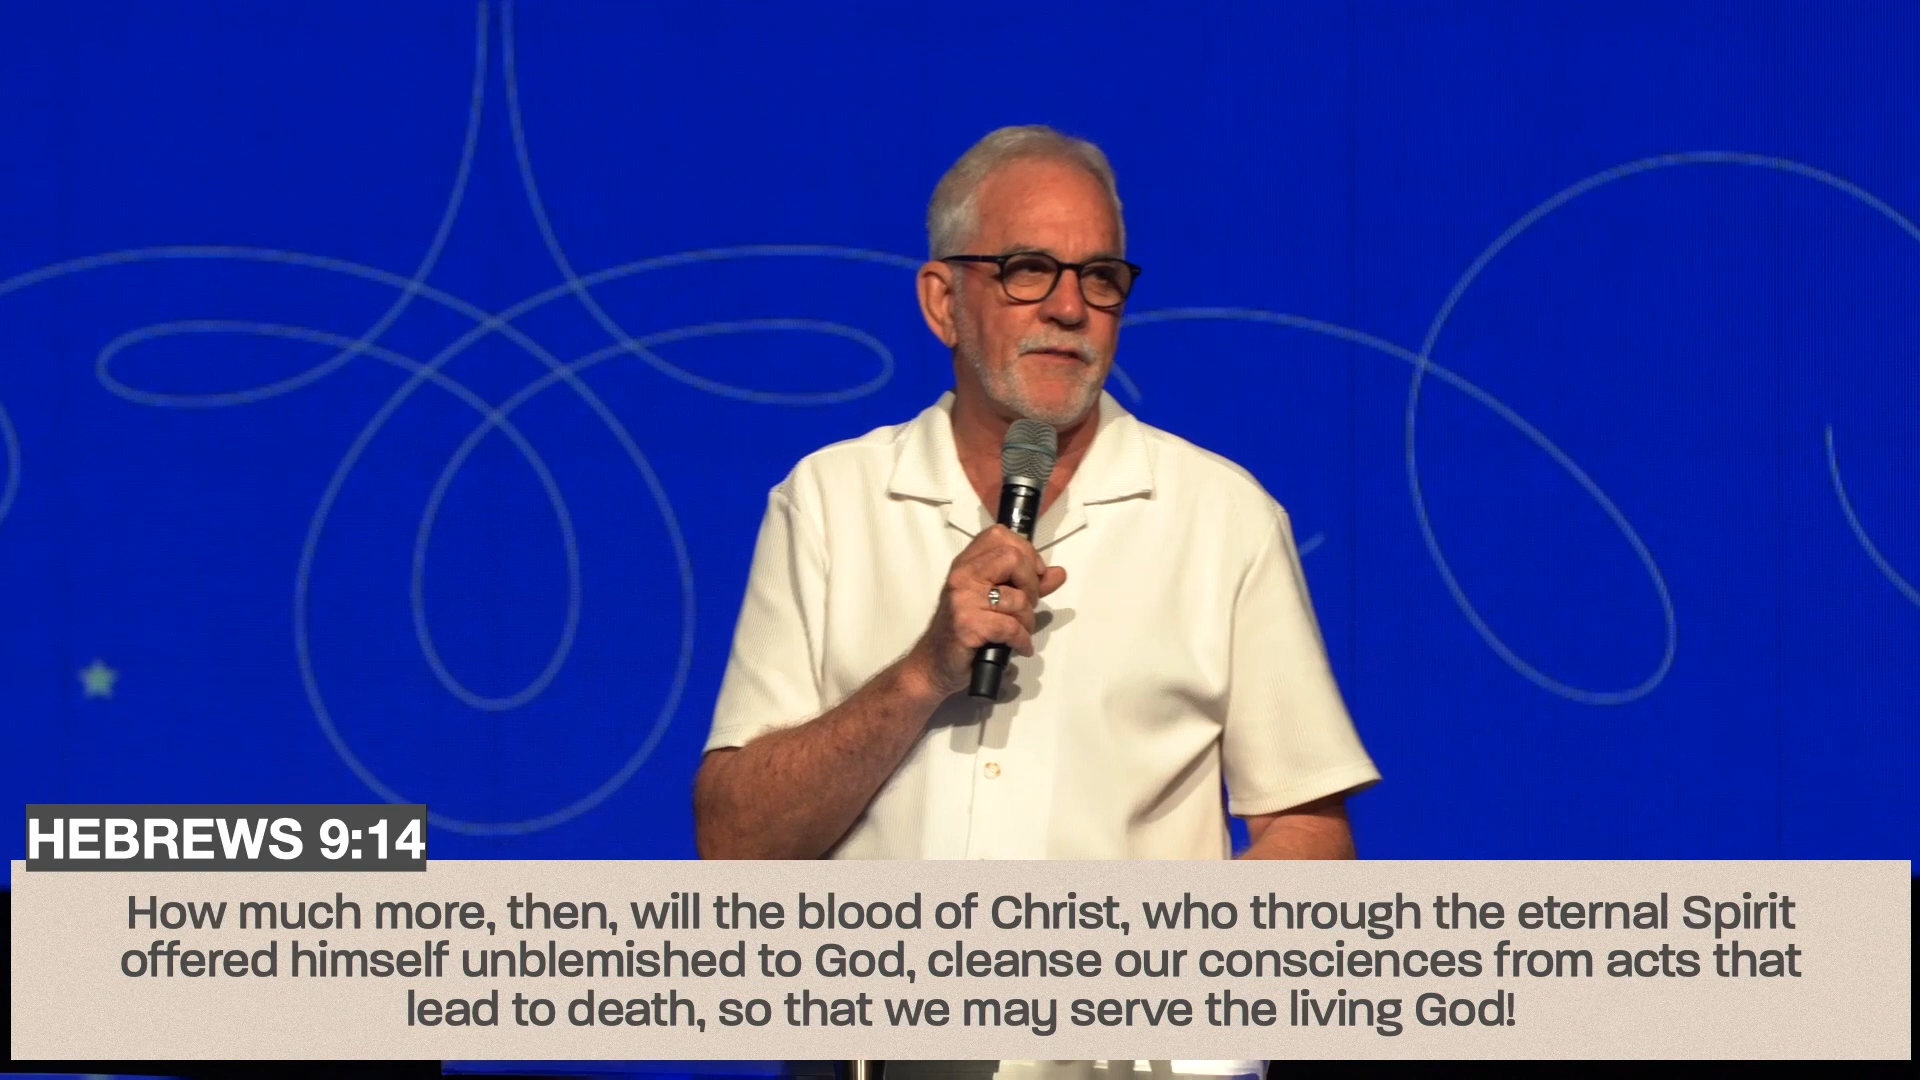 HEBREWS 9:14
How much more, then, will the blood of Christ, who through the eternal Spirit
offered himself unblemished to God, cleanse our consciences from acts that
lead to death, so that we may serve the living God!